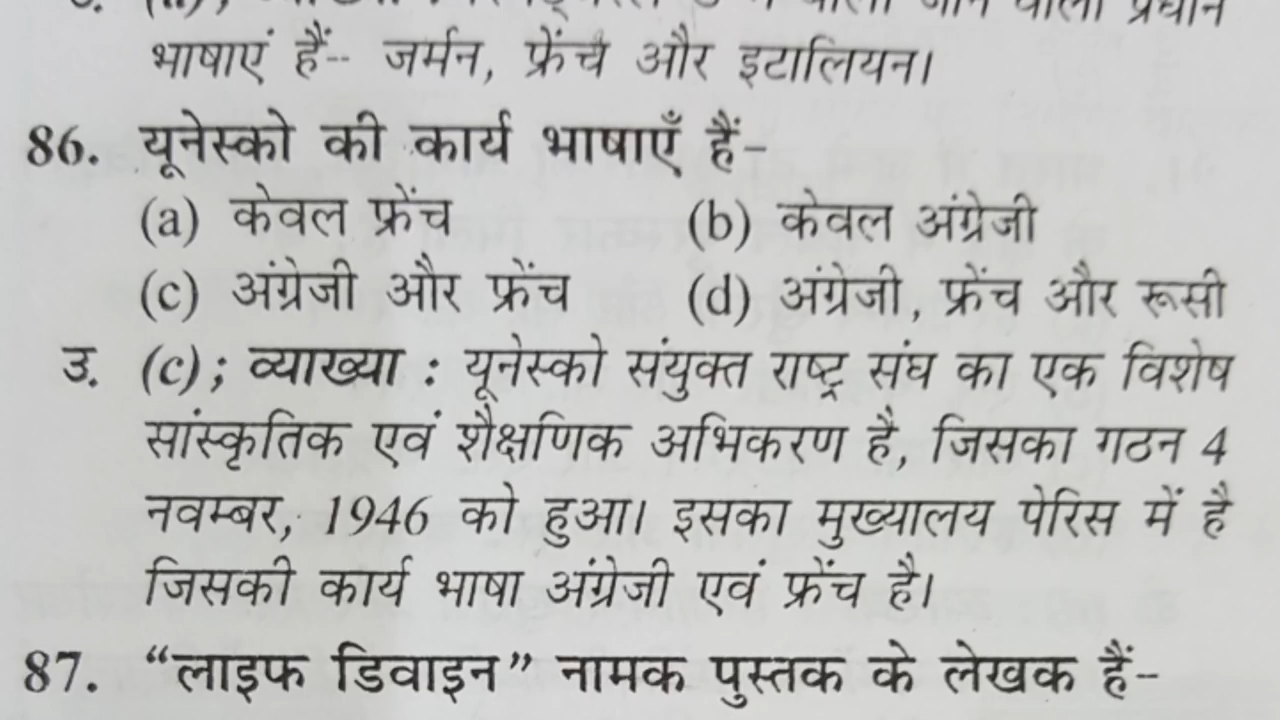 भाषाएं हैं-- जर्मन, फ्रेंच और इटालियन।
86. यूनेस्को की कार्य भाषाएँ हैं-
(a) केवल फ्रेंच (b) केवल अंग्रेजी
(c) अंग्रेजी और फ्रेंच (d) अंग्रेजी, फ्रेंच और रूसी
उ. (c); व्याख्या : यूनेस्को संयुक्त राष्ट्र संघ का एक विशेष
सांस्कृतिक एवं शैक्षणिक अभिकरण है, जिसका गठन 4
नवम्बर, 1946 को हुआ। इसका मुख्यालय पेरिस में है
जिसकी कार्य भाषा अंग्रेजी एवं फ्रेंच है।
87. “लाइफ डिवाइन” नामक पुस्तक के लेखक हैं-